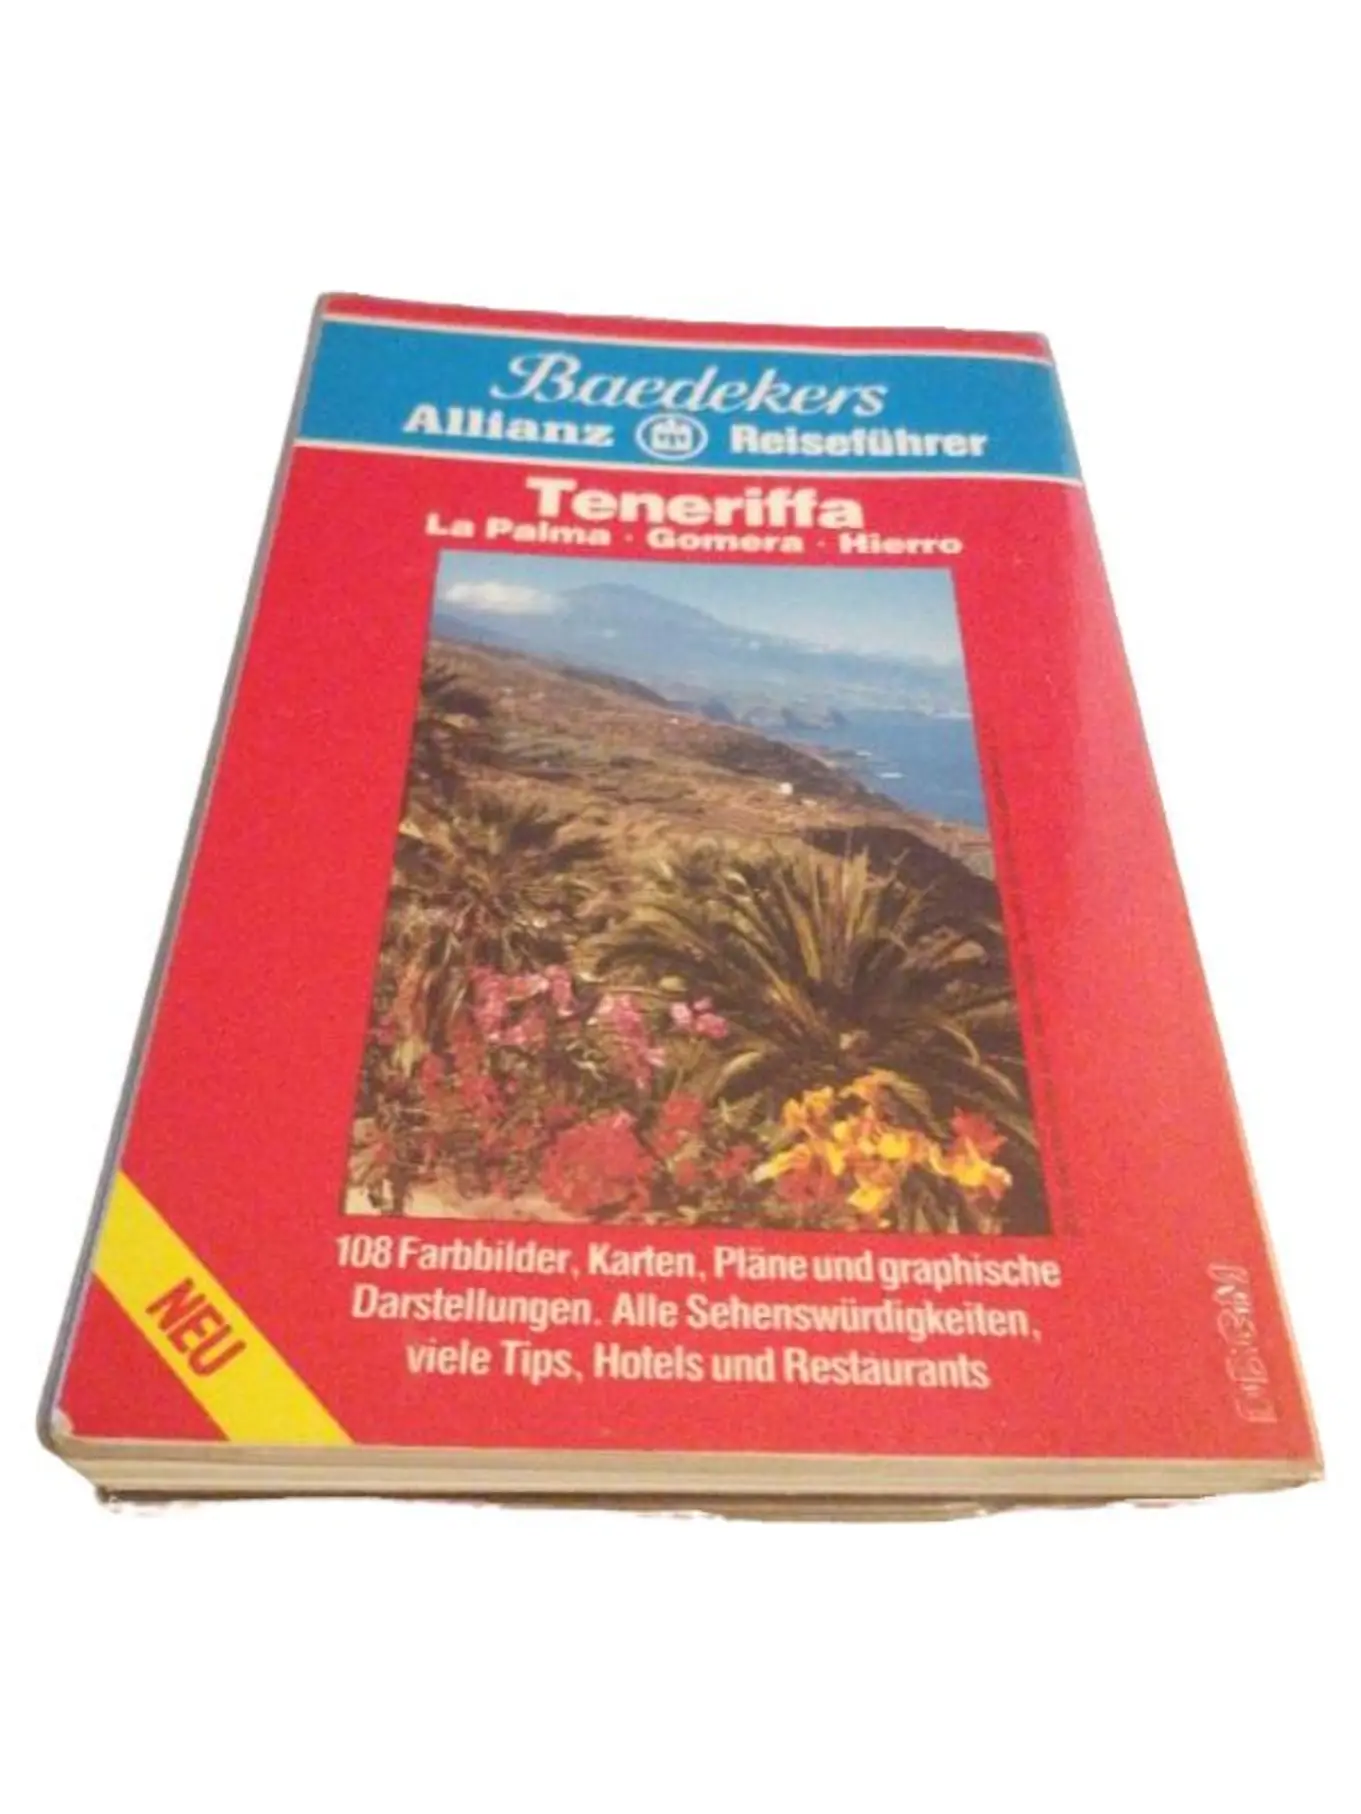 Baedekers
Allianz Reiseführer
Teneriffa
La Palma · Gomera · Hierro
108 Farbbilder, Karten, Pläne und graphische
Darstellungen. Alle Sehenswürdigkeiten,
viele Tips, Hotels und Restaurants
NEU